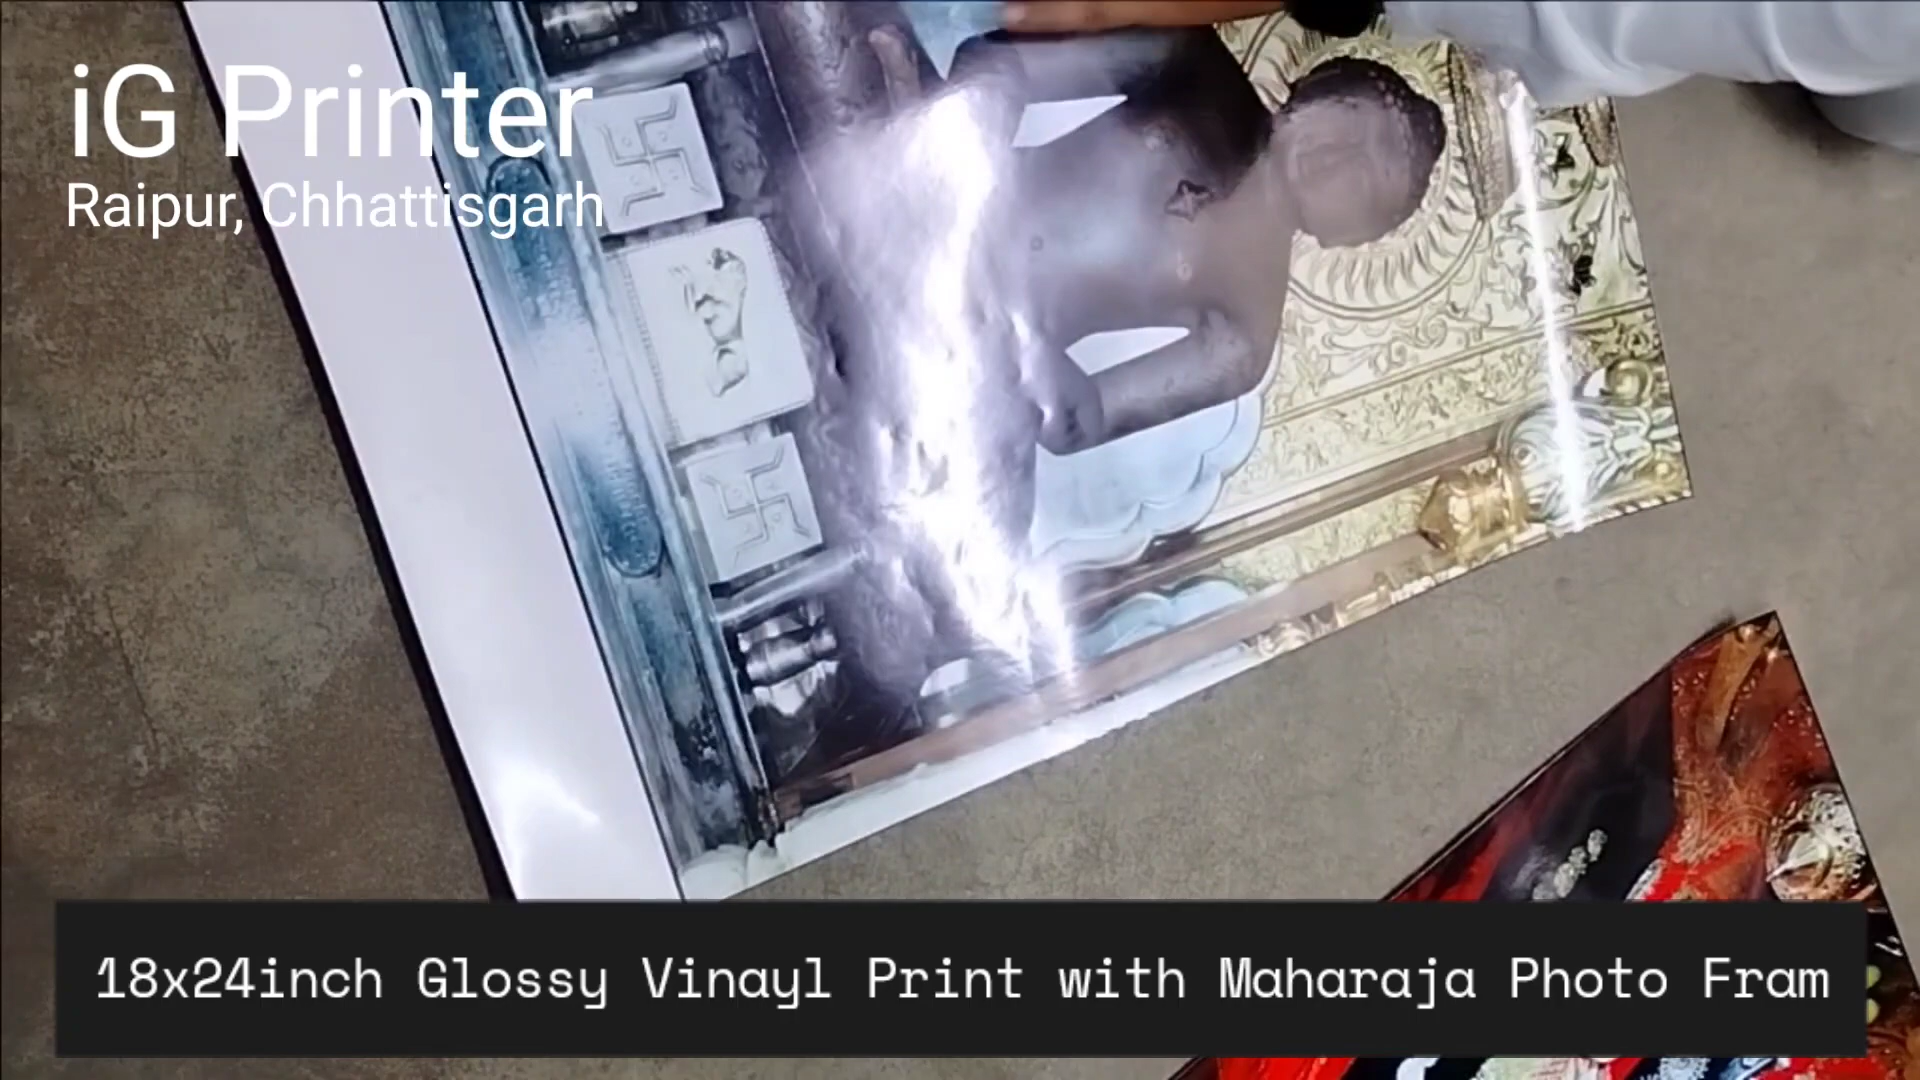 iG Printer
Raipur, Chhattisgarh
18x24inch Glossy Vinayl Print with Maharaja Photo Fram